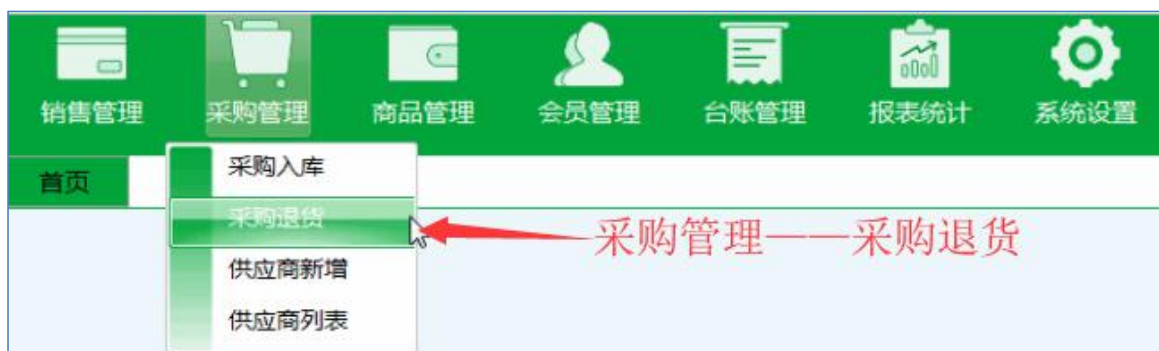 销售管理 采购管理 商品管理 会员管理 台账管理 报表统计 系统设置
首页
采购入库
采购退货
采购管理——采购退货
供应商新增
供应商列表